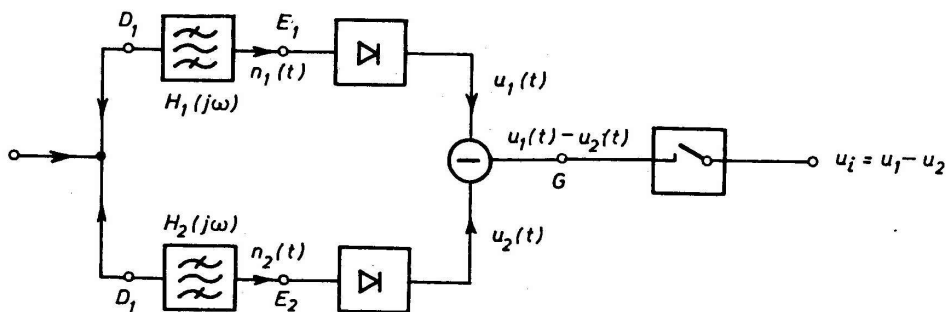 D₁
E₁
n₁(t)
H₁(jω)
u₁(t)
u₁(t) – u₂(t)
G
uᵢ = u₁ – u₂
H₂(jω)
n₂(t)
u₂(t)
D₁
E₂